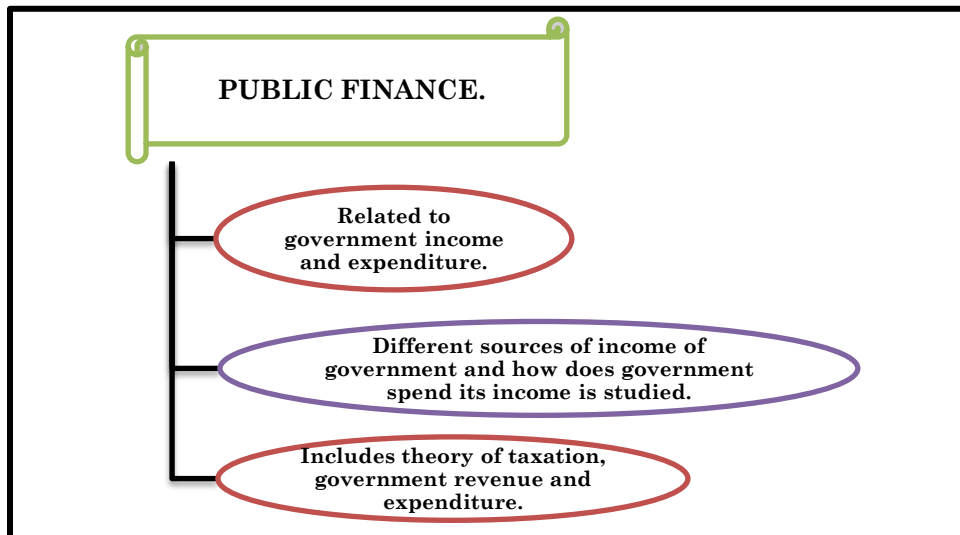 PUBLIC FINANCE.
Related to
government income
and expenditure.
Different sources of income of
government and how does government
spend its income is studied.
Includes theory of taxation,
government revenue and
expenditure.